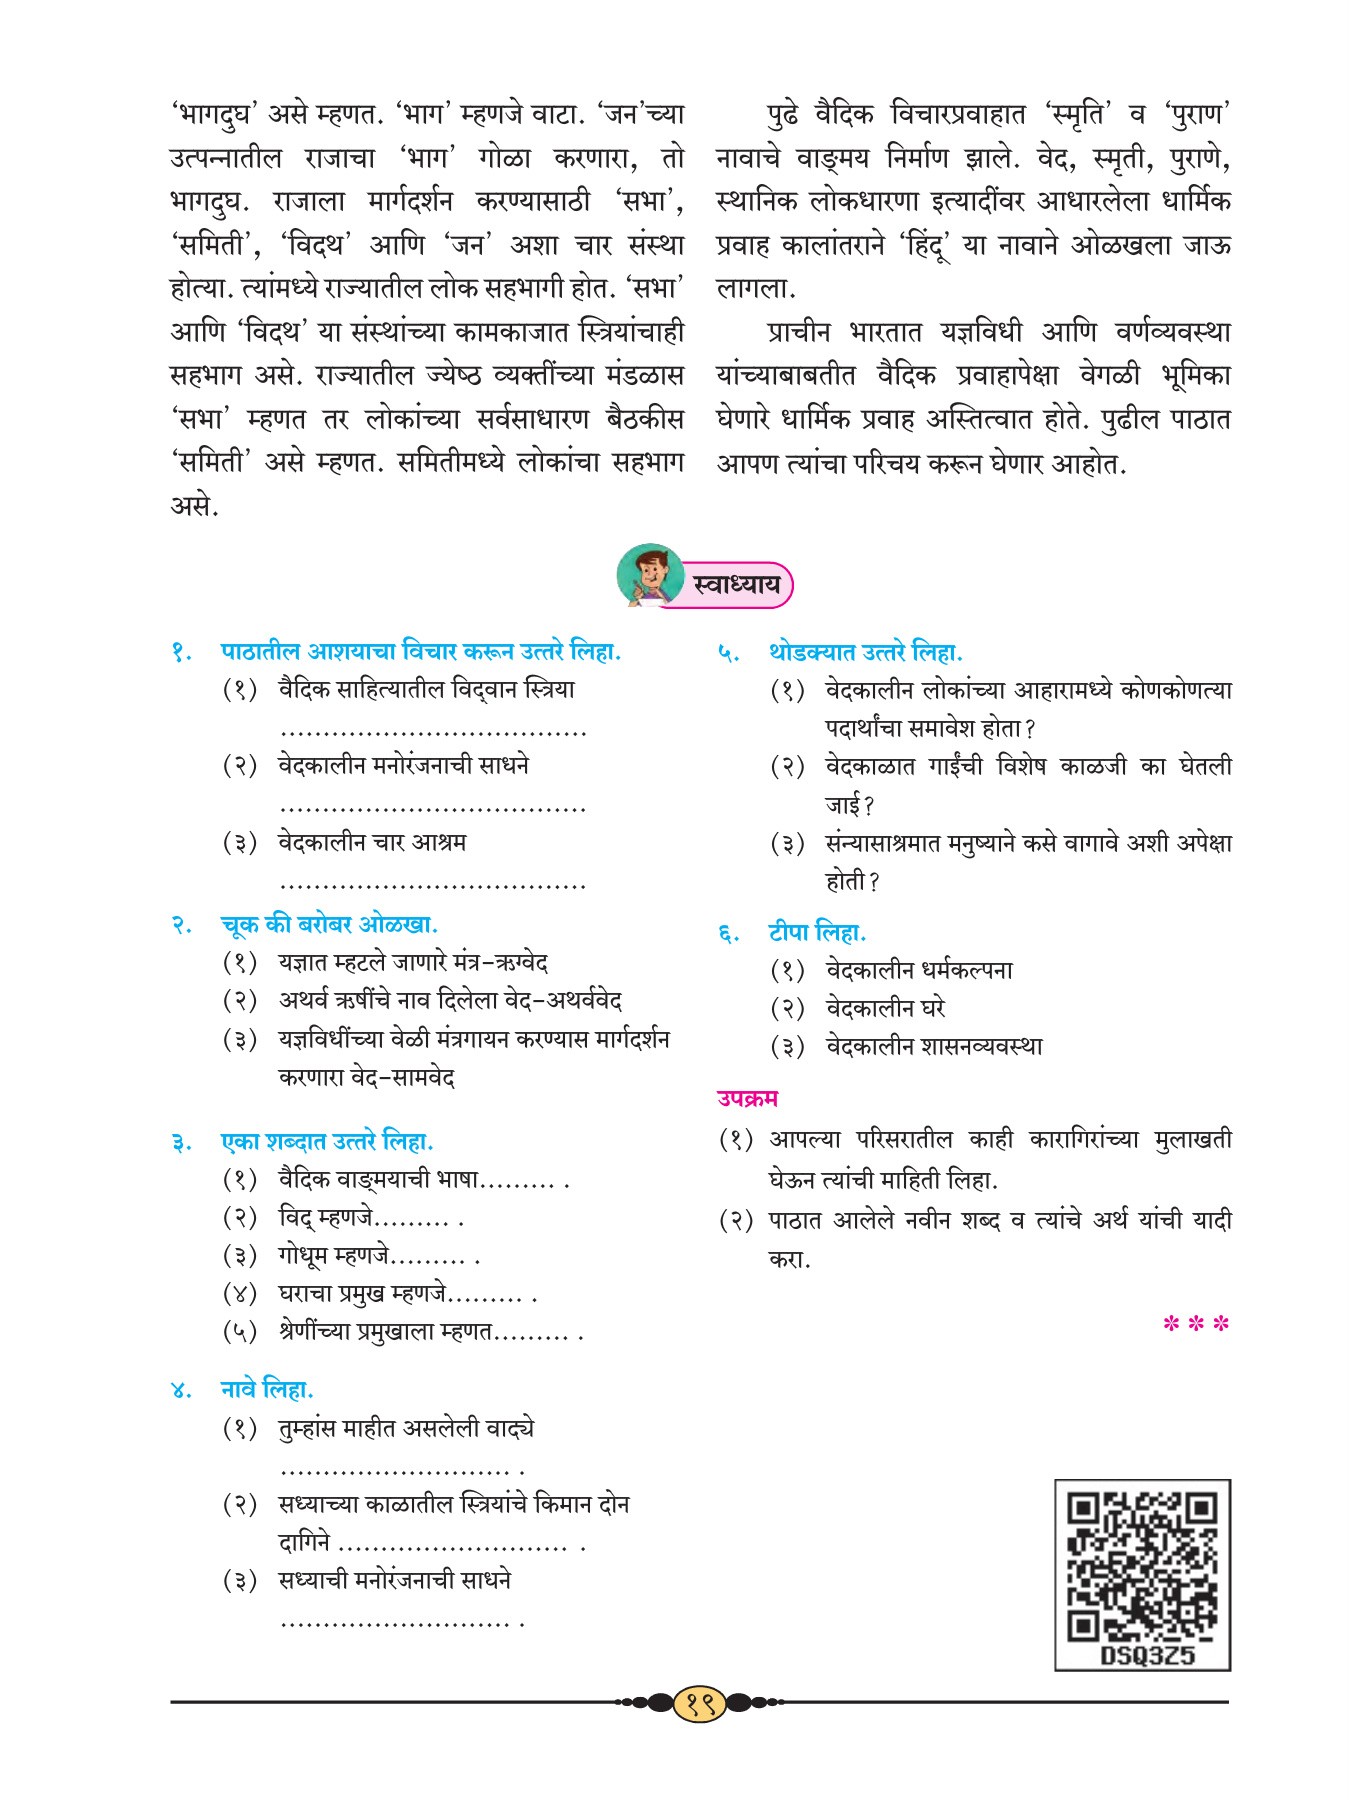 ‘भागदुघ’ असे म्हणत. ‘भाग’ म्हणजे वाटा. ‘जन’च्या
उत्पन्नातील राजाचा ‘भाग’ गोळा करणारा, तो
भागदुघ. राजाला मार्गदर्शन करण्यासाठी ‘सभा’,
‘समिती’, ‘विदथ’ आणि ‘जन’ अशा चार संस्था
होत्या. त्यांमध्ये राज्यातील लोक सहभागी होत. ‘सभा’
आणि ‘विदथ’ या संस्थांच्या कामकाजात स्त्रियांचाही
सहभाग असे. राज्यातील ज्येष्ठ व्यक्तींच्या मंडळास
‘सभा’ म्हणत तर लोकांच्या सर्वसाधारण बैठकीस
‘समिती’ असे म्हणत. समितीमध्ये लोकांचा सहभाग
असे.
पुढे वैदिक विचारप्रवाहात ‘स्मृति’ व ‘पुराण’
नावाचे वाङ्मय निर्माण झाले. वेद, स्मृती, पुराणे,
स्थानिक लोकधारणा इत्यादींवर आधारलेला धार्मिक
प्रवाह कालांतराने ‘हिंदू’ या नावाने ओळखला जाऊ
लागला.
प्राचीन भारतात यज्ञविधी आणि वर्णव्यवस्था
यांच्याबाबतीत वैदिक प्रवाहापेक्षा वेगळी भूमिका
घेणारे धार्मिक प्रवाह अस्तित्वात होते. पुढील पाठात
आपण त्यांचा परिचय करून घेणार आहोत.
स्वाध्याय
१. पाठातील आशयाचा विचार करून उत्तरे लिहा.
(१) वैदिक साहित्यातील विद्‌वान स्त्रिया
....................................
(२) वेदकालीन मनोरंजनाची साधने
....................................
(३) वेदकालीन चार आश्रम
....................................
२. चूक की बरोबर ओळखा.
(१) यज्ञात म्हटले जाणारे मंत्र-ऋग्वेद
(२) अथर्व ऋषींचे नाव दिलेला वेद-अथर्ववेद
(३) यज्ञविधींच्या वेळी मंत्रगायन करण्यास मार्गदर्शन
करणारा वेद-सामवेद
३. एका शब्दात उत्तरे लिहा.
(१) वैदिक वाङ्मयाची भाषा......... .
(२) विद् म्हणजे......... .
(३) गोधूम म्हणजे......... .
(४) घराचा प्रमुख म्हणजे......... .
(५) श्रेणींच्या प्रमुखाला म्हणत......... .
४. नावे लिहा.
(१) तुम्हांस माहीत असलेली वाद्ये
........................... .
(२) सध्याच्या काळातील स्त्रियांचे किमान दोन
दागिने ........................... .
(३) सध्याची मनोरंजनाची साधने
........................... .
५. थोडक्यात उत्तरे लिहा.
(१) वेदकालीन लोकांच्या आहारामध्ये कोणकोणत्या
पदार्थांचा समावेश होता?
(२) वेदकाळात गाईंची विशेष काळजी का घेतली
जाई?
(३) संन्यासाश्रमात मनुष्याने कसे वागावे अशी अपेक्षा
होती?
६. टीपा लिहा.
(१) वेदकालीन धर्मकल्पना
(२) वेदकालीन घरे
(३) वेदकालीन शासनव्यवस्था
उपक्रम
(१) आपल्या परिसरातील काही कारागिरांच्या मुलाखती
घेऊन त्यांची माहिती लिहा.
(२) पाठात आलेले नवीन शब्द व त्यांचे अर्थ यांची यादी
करा.
* * *
DSQ3Z5
१९